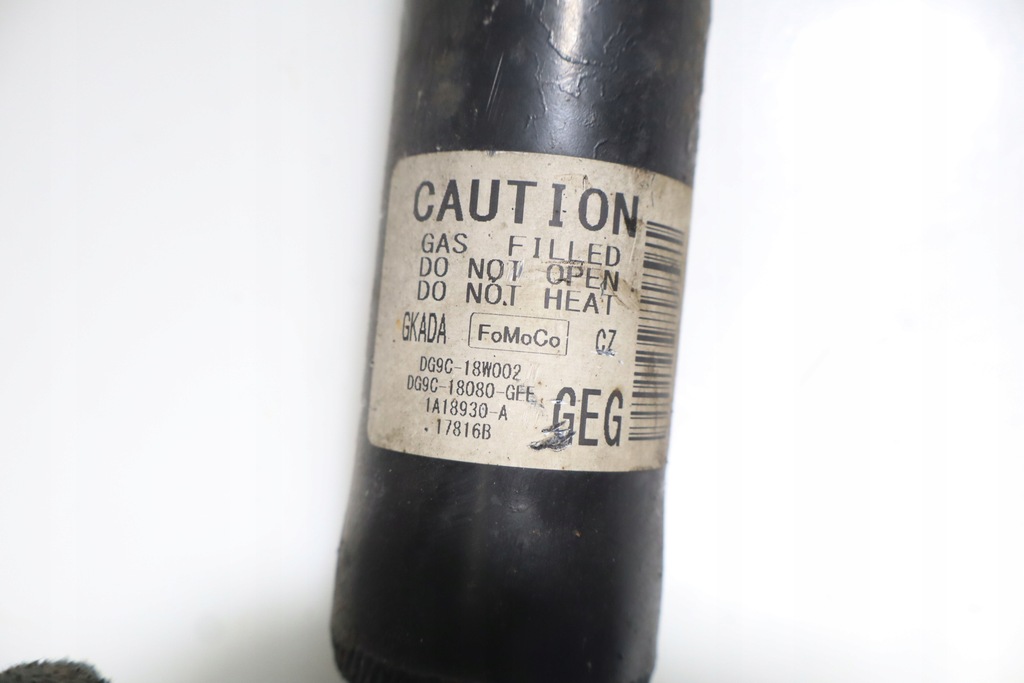 CAUTION
GAS FILLED
DO NOT OPEN
DO NOT HEAT
GKADA FoMoCo CZ
DG9C-18W002
DG9C-18080-GEE
1A18930-A
17816B
GEG